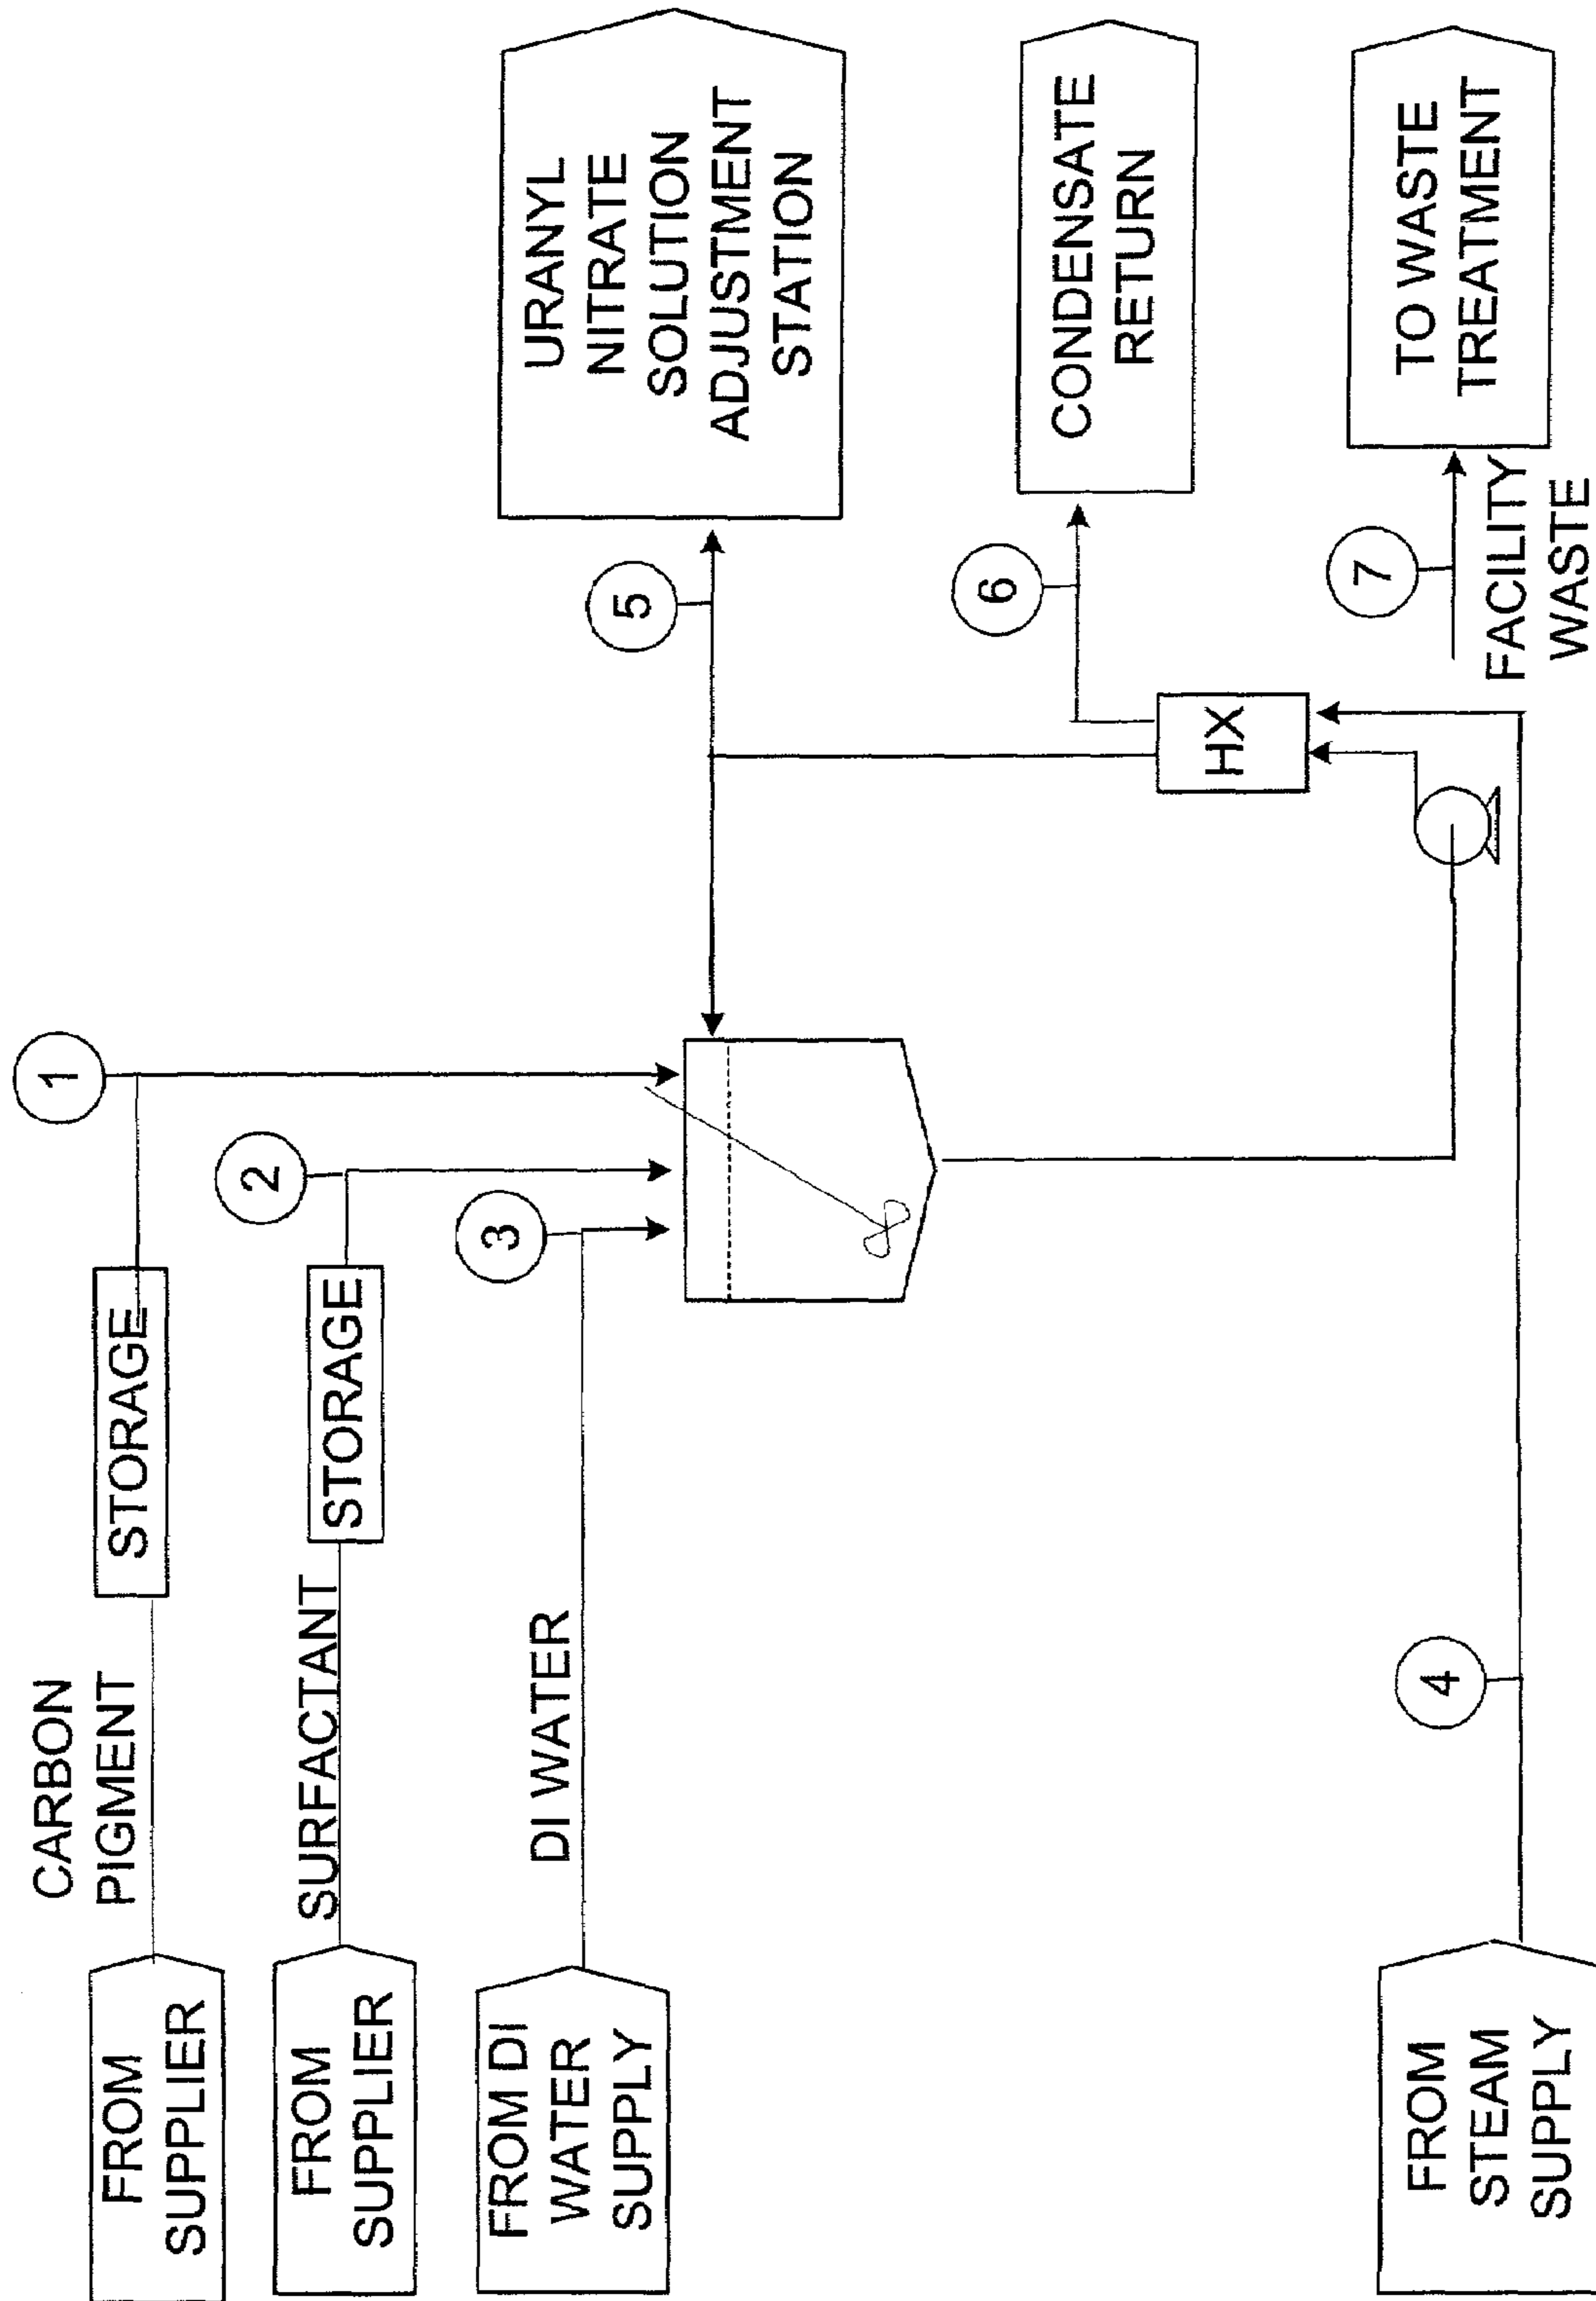 CARBON
PIGMENT
FROM
SUPPLIER
STORAGE
1
SURFACTANT
FROM
SUPPLIER
STORAGE
2
DI WATER
FROM DI
WATER
SUPPLY
3
URANYL
NITRATE
SOLUTION
ADJUSTMENT
STATION
5
CONDENSATE
RETURN
6
HX
TO WASTE
TREATMENT
7
FACILITY
WASTE
FROM
STEAM
SUPPLY
4